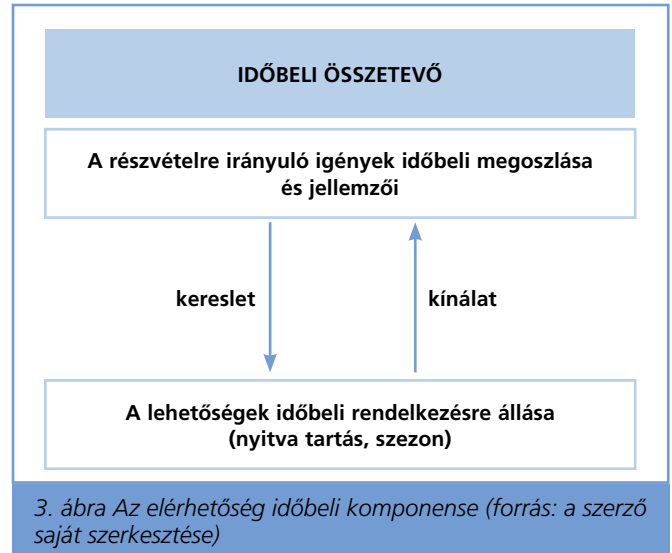 IDŐBELI ÖSSZETEVŐ
A részvételre irányuló igények időbeli megoszlása
és jellemzői
kereslet
kínálat
A lehetőségek időbeli rendelkezésre állása
(nyitva tartás, szezon)
3. ábra Az elérhetőség időbeli komponense (forrás: a szerző
saját szerkesztése)